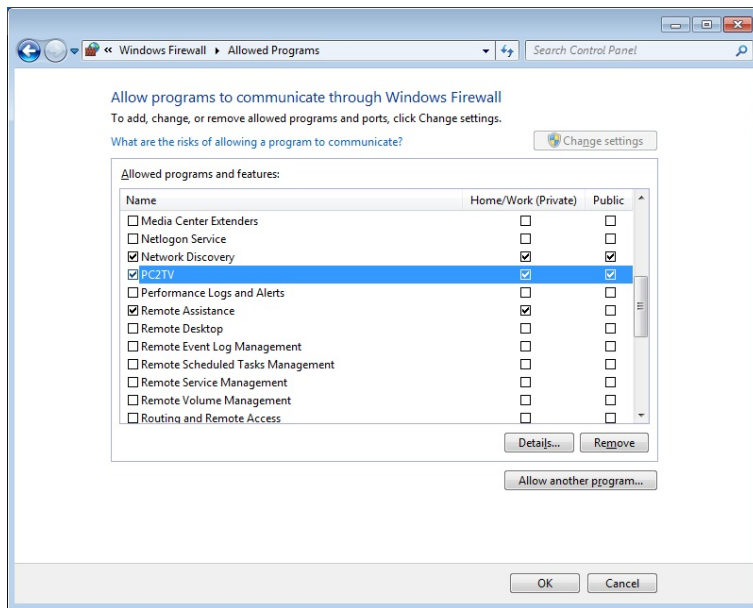 « Windows Firewall ▸ Allowed Programs
Search Control Panel
Allow programs to communicate through Windows Firewall
To add, change, or remove allowed programs and ports, click Change settings.
What are the risks of allowing a program to communicate?
Change settings
Allowed programs and features:
Name Home/Work (Private) Public
Media Center Extenders
Netlogon Service
Network Discovery
PC2TV
Performance Logs and Alerts
Remote Assistance
Remote Desktop
Remote Event Log Management
Remote Scheduled Tasks Management
Remote Service Management
Remote Volume Management
Routing and Remote Access
Details... Remove
Allow another program...
OK Cancel